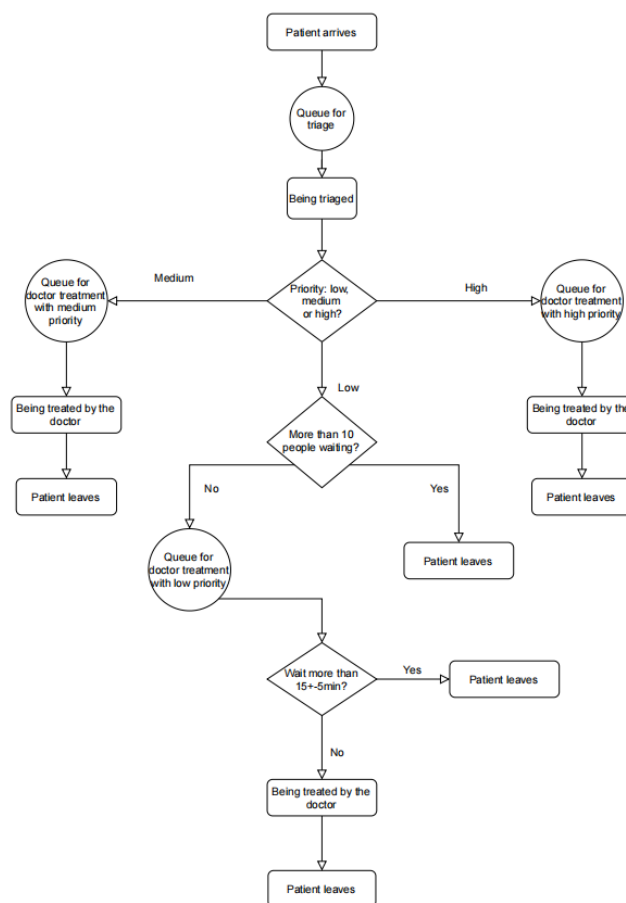 Patient arrives
Queue for
triage
Being triaged
Priority: low,
medium
or high?
Medium
High
Low
Queue for
doctor treatment
with medium
priority
Queue for
doctor treatment
with high priority
Being treated by the
doctor
Being treated by the
doctor
Patient leaves
Patient leaves
More than 10
people waiting?
No
Yes
Queue for
doctor treatment
with low priority
Patient leaves
Wait more than
15+-5min?
Yes
Patient leaves
No
Being treated by the
doctor
Patient leaves